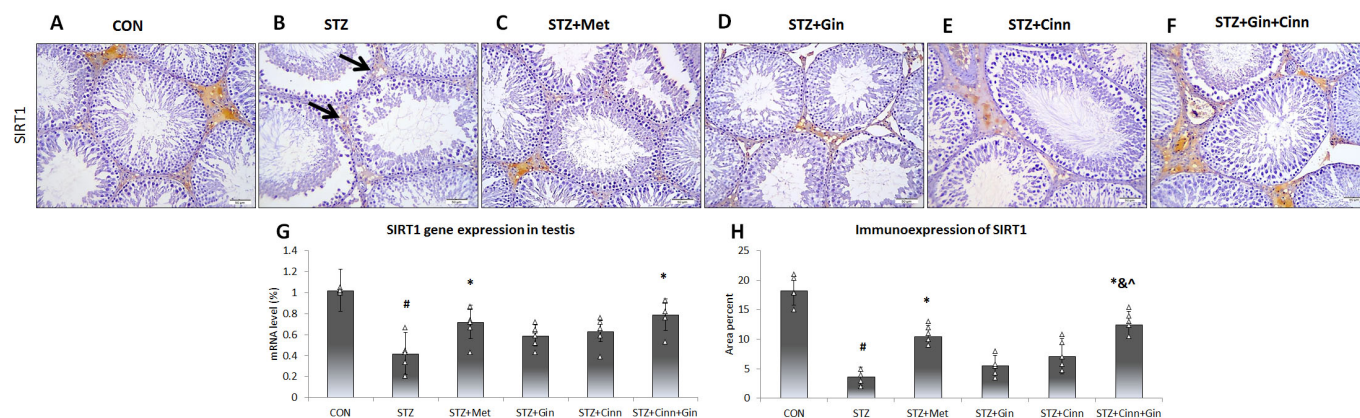 A CON
B STZ
C STZ+Met
D STZ+Gin
E STZ+Cinn
F STZ+Gin+Cinn
SIRT1
G SIRT1 gene expression in testis
mRNA level (%)
1.4
1.2
1
0.8
0.6
0.4
0.2
0
#
*
*
CON STZ STZ+Met STZ+Gin STZ+Cinn STZ+Cinn+Gin
H Immunoexpression of SIRT1
Area percent
25
20
15
10
5
0
#
*
*&^
CON STZ STZ+Met STZ+Gin STZ+Cinn STZ+Cinn+Gin